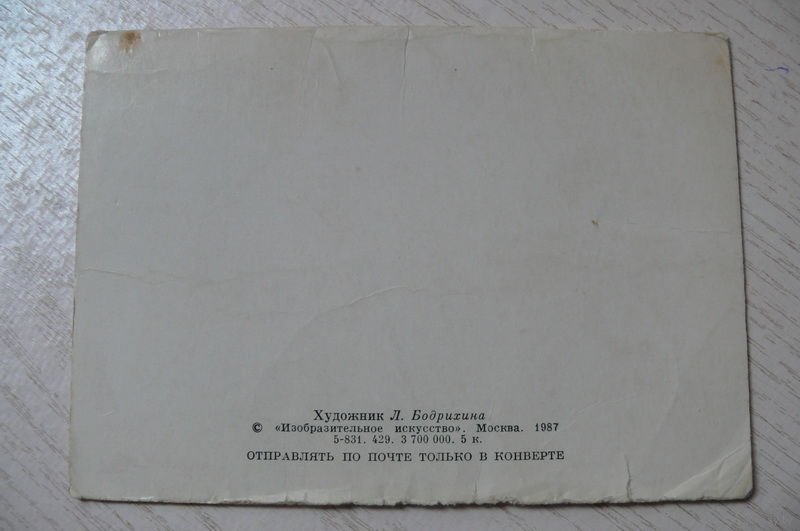 Художник Л. Бодрихина
© «Изобразительное искусство». Москва. 1987
5-831. 429. 3 700 000. 5 к.
ОТПРАВЛЯТЬ ПО ПОЧТЕ ТОЛЬКО В КОНВЕРТЕ